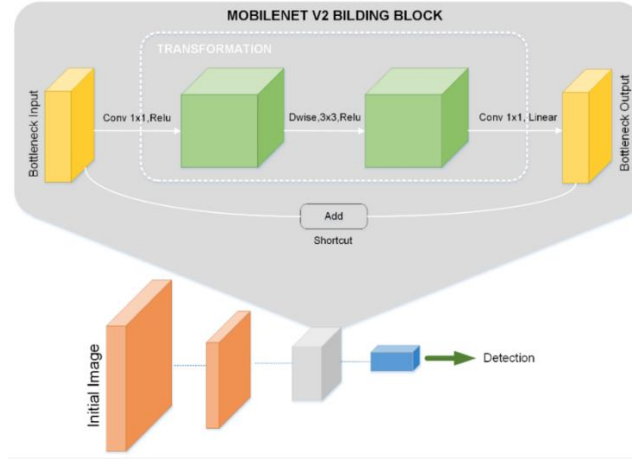 MOBILENET V2 BILDING BLOCK
TRANSFORMATION
Bottleneck Input
Conv 1x1,Relu
Dwise,3x3,Relu
Conv 1x1, Linear
Bottleneck Output
Add
Shortcut
Initial Image
Detection